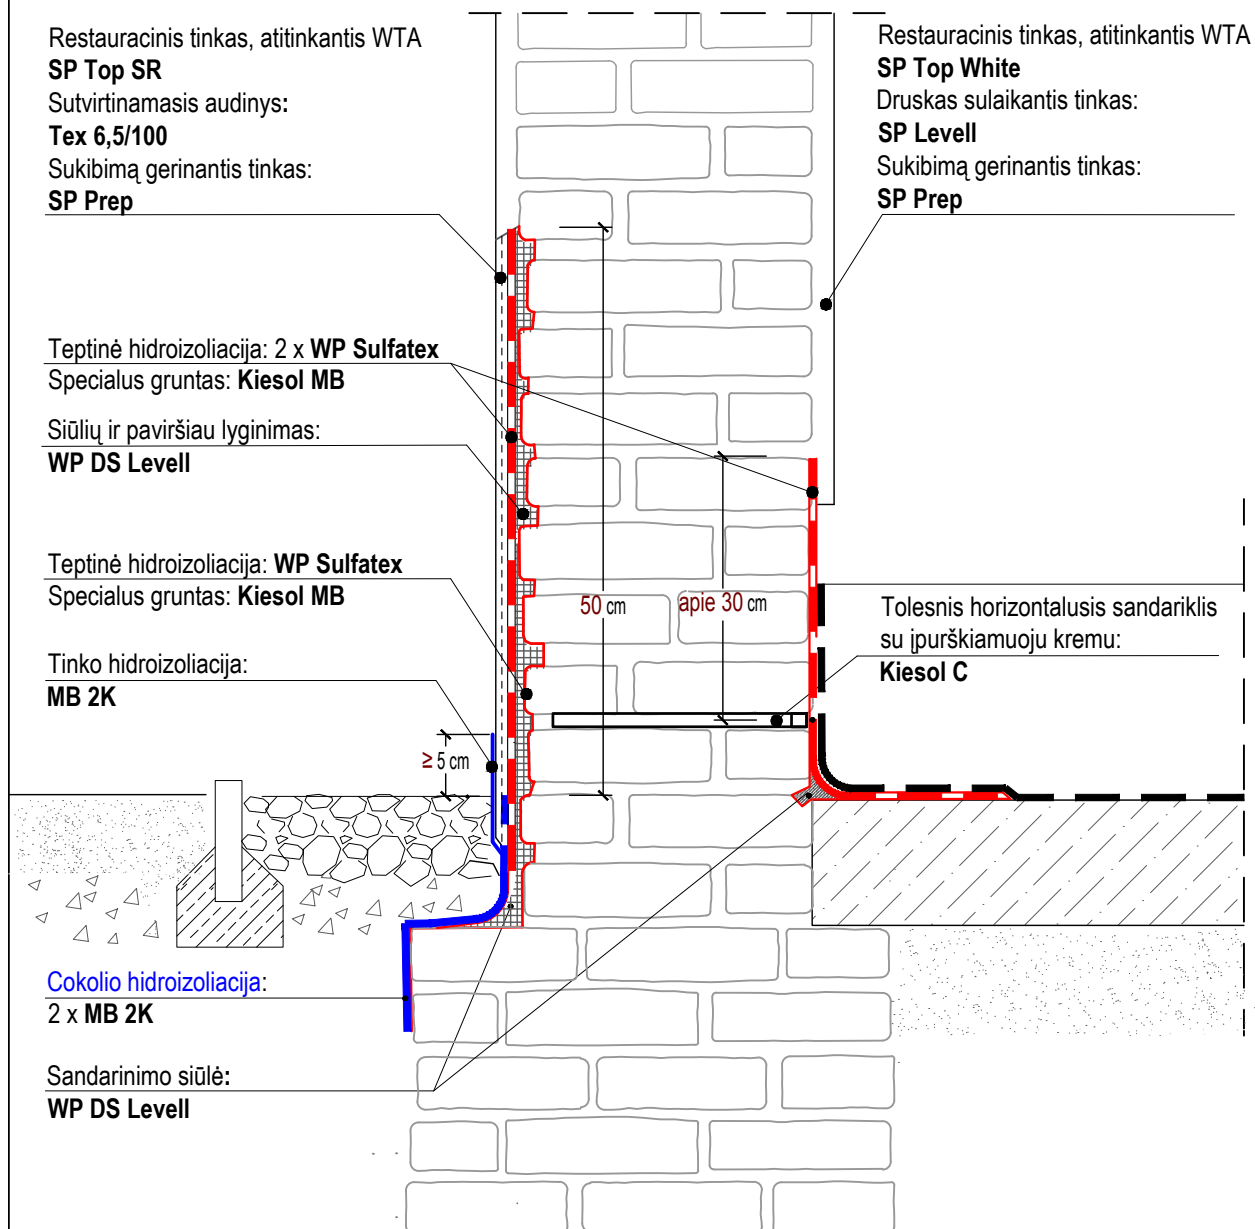 Restauracinis tinkas, atitinkantis WTA
SP Top SR
Sutvirtinamasis audinys:
Tex 6,5/100
Sukibimą gerinantis tinkas:
SP Prep
Restauracinis tinkas, atitinkantis WTA
SP Top White
Druskas sulaikantis tinkas:
SP Levell
Sukibimą gerinantis tinkas:
SP Prep
Teptinė hidroizoliacija: 2 x WP Sulfatex
Specialus gruntas: Kiesol MB
Siūlių ir paviršiau lyginimas:
WP DS Levell
Teptinė hidroizoliacija: WP Sulfatex
Specialus gruntas: Kiesol MB
50 cm
apie 30 cm
Tolesnis horizontalusis sandariklis
su įpurškiamuoju kremu:
Kiesol C
Tinko hidroizoliacija:
MB 2K
≥ 5 cm
Cokolio hidroizoliacija:
2 x MB 2K
Sandarinimo siūlė:
WP DS Levell